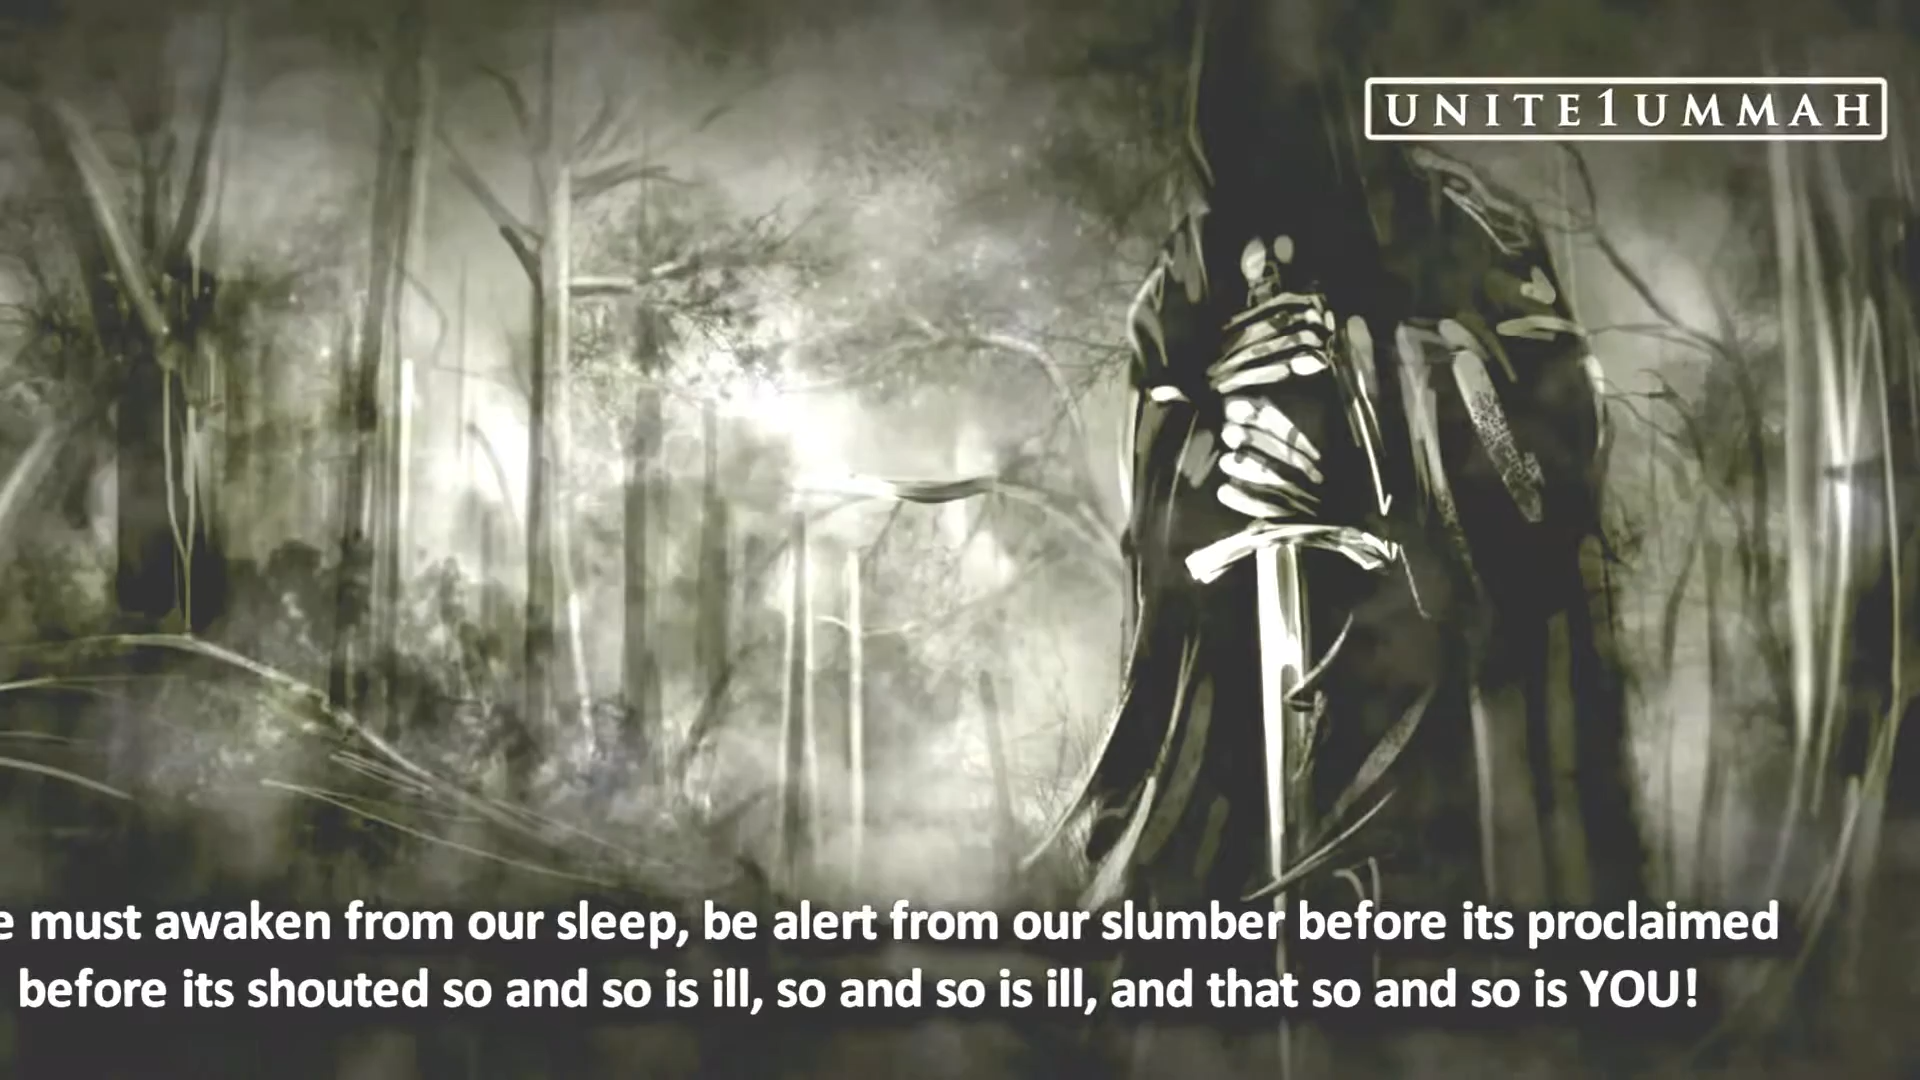 UNITE1UMMAH
must awaken from our sleep, be alert from our slumber before its proclaimed
before its shouted so and so is ill, so and so is ill, and that so and so is YOU!